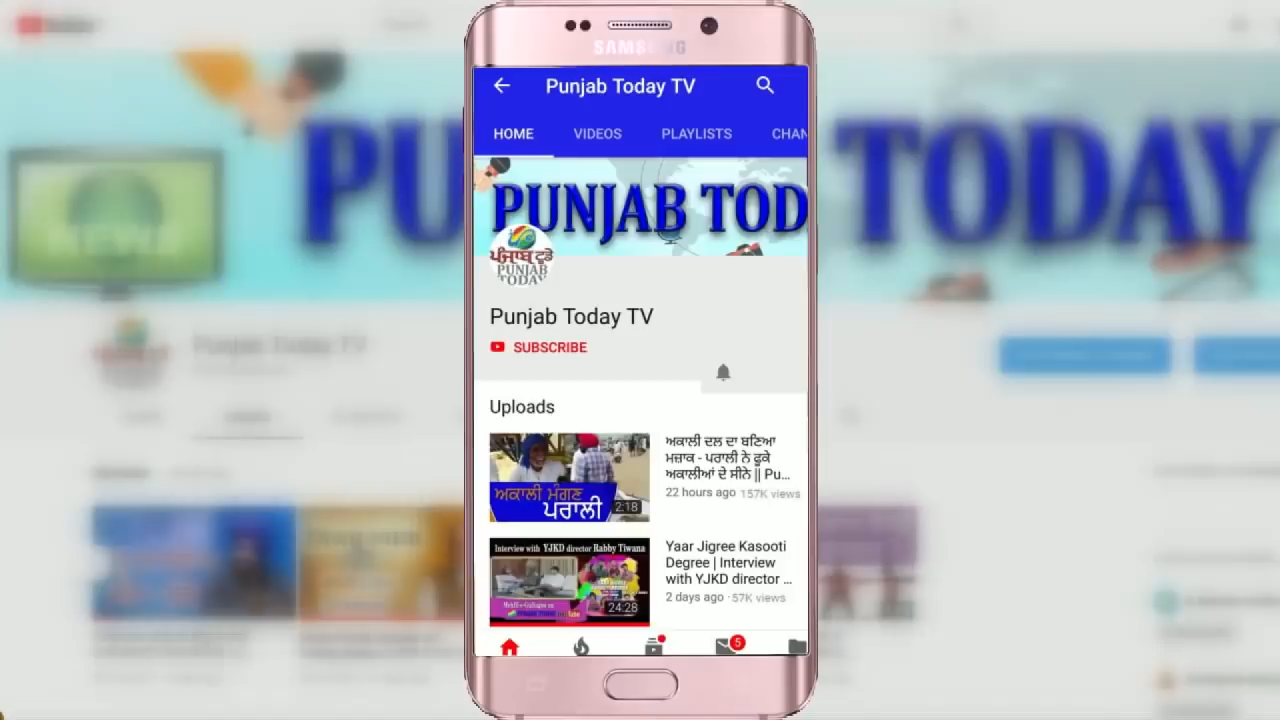 SAMSUNG
Punjab Today TV
HOME VIDEOS PLAYLISTS CHAN
PUNJAB TOD
TODAY
ਪੰਜਾਬ ਟੂਡੇ
PUNJAB
TODAY
Punjab Today TV
SUBSCRIBE
Uploads
ਅਕਾਲੀ ਮੰਗਣ
ਪਰਾਲੀ
2:18
ਅਕਾਲੀ ਦਲ ਦਾ ਬਣਿਆ
ਮਜ਼ਾਕ - ਪਰਾਲੀ ਨੇ ਫੂਕੇ
ਅਕਾਲੀਆਂ ਦੇ ਸੀਨੇ || Pu...
22 hours ago 157K views
Interview with YJKD director Rabby Tiwana
24:28
Yaar Jigree Kasooti
Degree | Interview
with YJKD director ...
2 days ago · 57K views
5